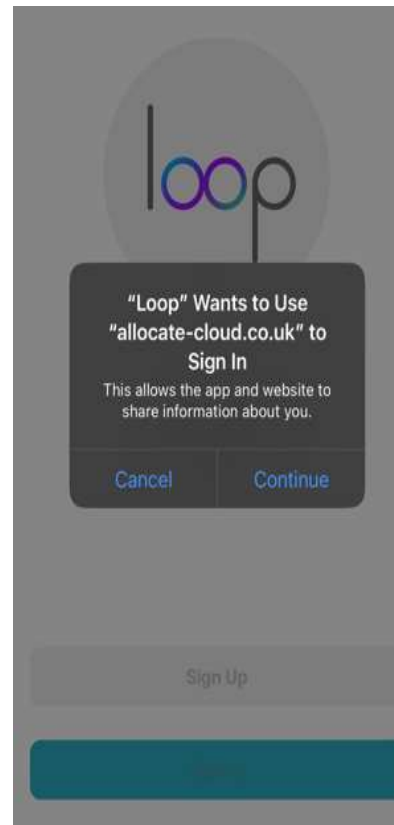 loop
“Loop” Wants to Use
“allocate-cloud.co.uk” to
Sign In
This allows the app and website to
share information about you.
Cancel Continue
Sign Up